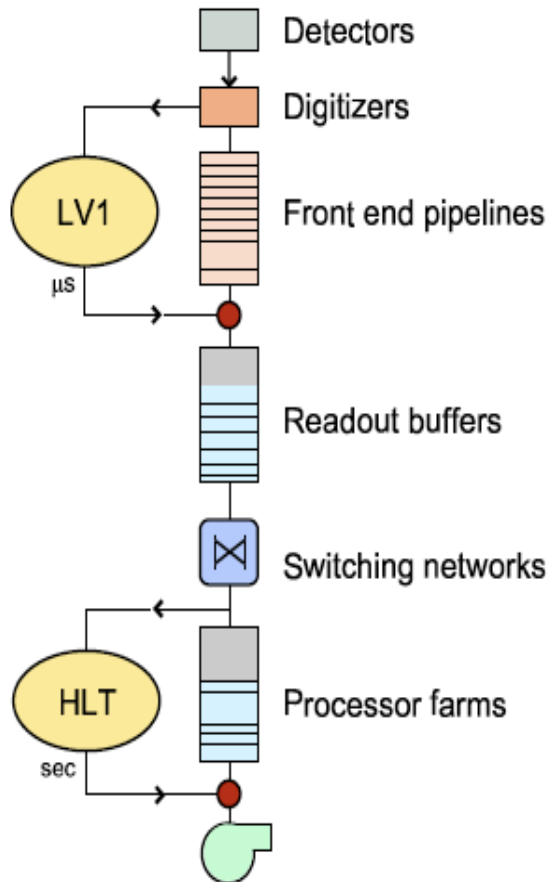 Detectors
Digitizers
LV1
Front end pipelines
μs
Readout buffers
Switching networks
HLT
Processor farms
sec